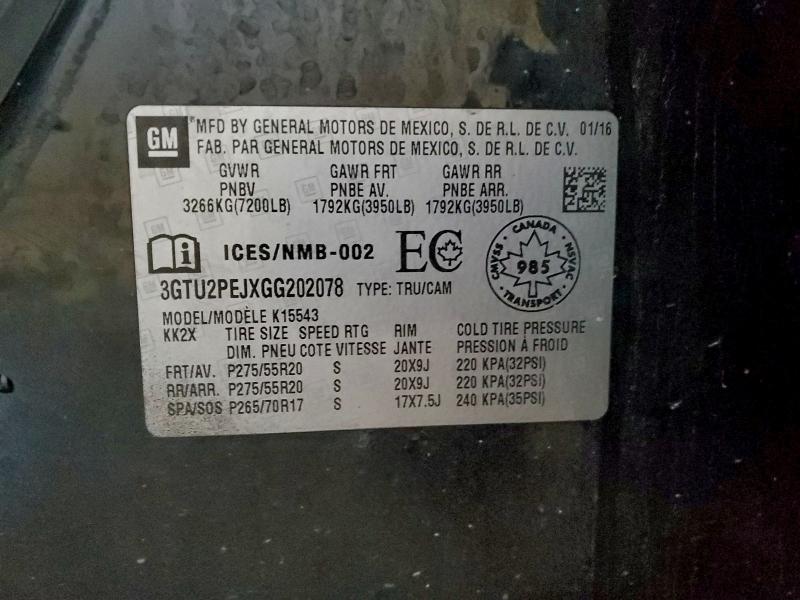 GM
MFD BY GENERAL MOTORS DE MEXICO, S. DE R.L. DE C.V. 01/16
FAB. PAR GENERAL MOTORS DE MEXICO, S. DE R.L. DE C.V.
GVWR GAWR FRT GAWR RR
PNBV PNBE AV. PNBE ARR.
3266KG(7200LB) 1792KG(3950LB) 1792KG(3950LB)
i ICES/NMB-002 EC
CANADA
CMVSS 985 NSVAC
TRANSPORT
3GTU2PEJXGG202078 TYPE: TRU/CAM
MODEL/MODÈLE K15543
KK2X TIRE SIZE SPEED RTG RIM COLD TIRE PRESSURE
DIM. PNEU COTE VITESSE JANTE PRESSION À FROID
FRT/AV. P275/55R20 S 20X9J 220 KPA(32PSI)
RR/ARR. P275/55R20 S 20X9J 220 KPA(32PSI)
SPA/SOS P265/70R17 S 17X7.5J 240 KPA(35PSI)